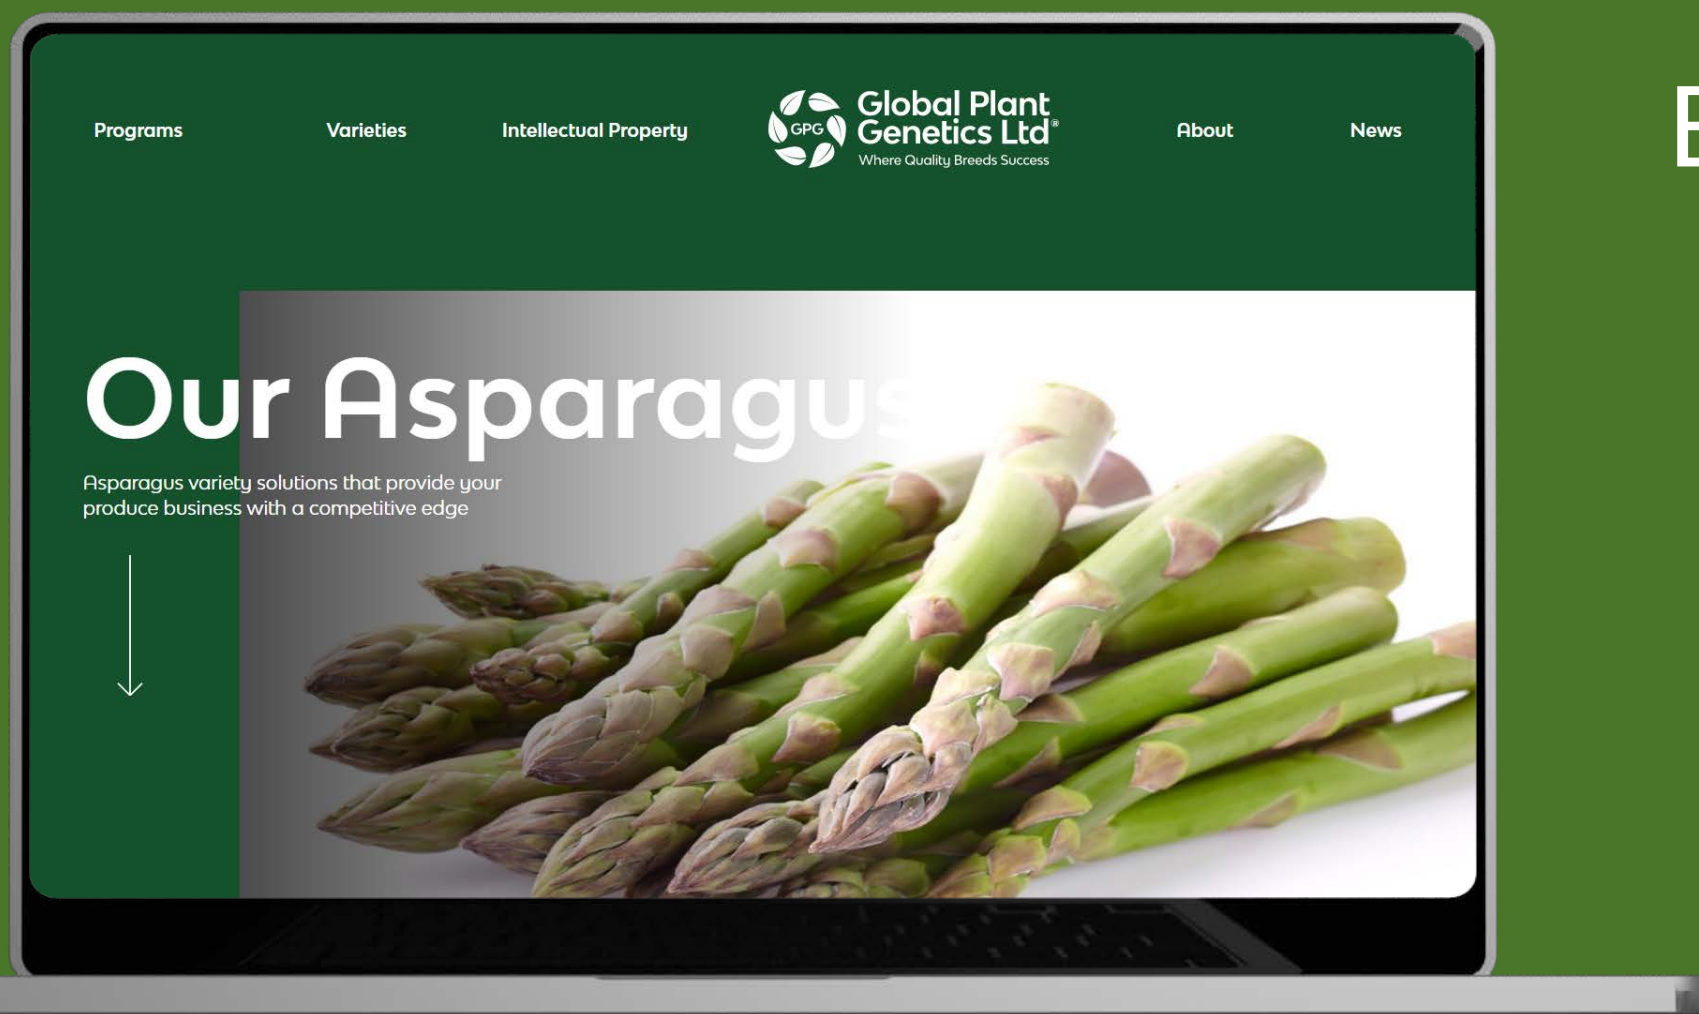 Programs
Varieties
Intellectual Property
GPG
Global Plant
Genetics Ltd®
Where Quality Breeds Success
About
News
Our Asparagus
Asparagus variety solutions that provide your
produce business with a competitive edge